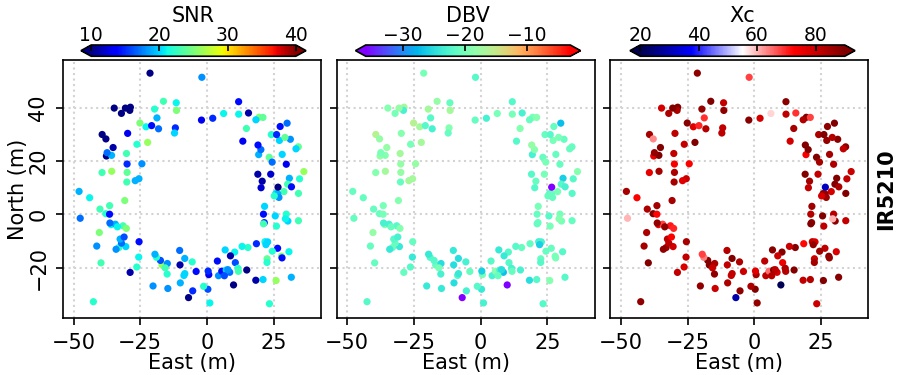 SNR DBV Xc
10 20 30 40 −30 −20 −10 20 40 60 80
40
20
0
−20
North (m)
IR5210
−50 −25 0 25 −50 −25 0 25 −50 −25 0 25
East (m) East (m) East (m)